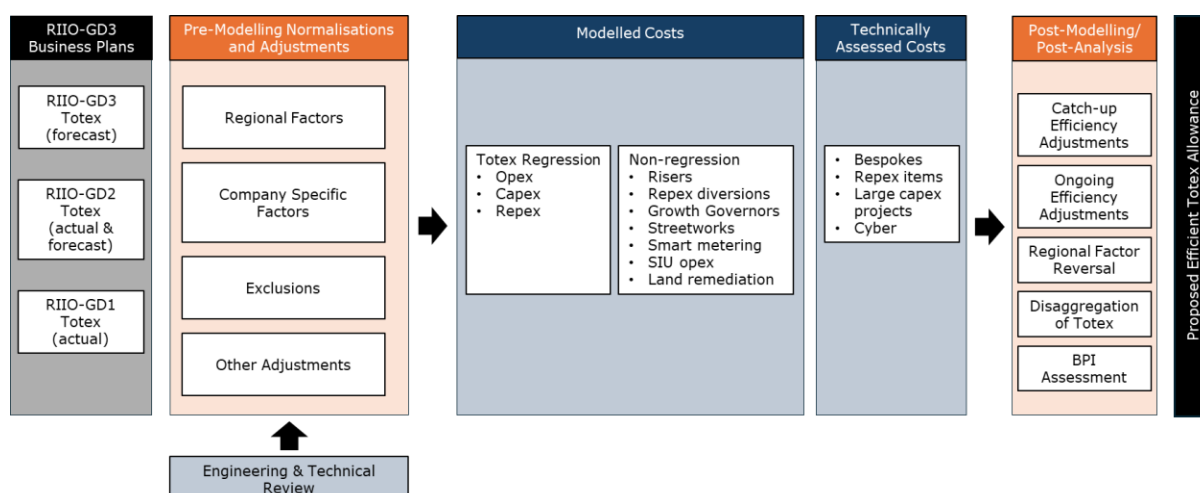 RIIO-GD3
Business Plans
RIIO-GD3
Totex
(forecast)
RIIO-GD2
Totex
(actual &
forecast)
RIIO-GD1
Totex
(actual)
Pre-Modelling Normalisations
and Adjustments
Regional Factors
Company Specific
Factors
Exclusions
Other Adjustments
Engineering & Technical
Review
Modelled Costs
Totex Regression
• Opex
• Capex
• Repex
Non-regression
• Risers
• Repex diversions
• Growth Governors
• Streetworks
• Smart metering
• SIU opex
• Land remediation
Technically
Assessed Costs
• Bespokes
• Repex items
• Large capex
projects
• Cyber
Post-Modelling/
Post-Analysis
Catch-up
Efficiency
Adjustments
Ongoing
Efficiency
Adjustments
Regional Factor
Reversal
Disaggregation
of Totex
BPI
Assessment
Proposed Efficient Totex Allowance